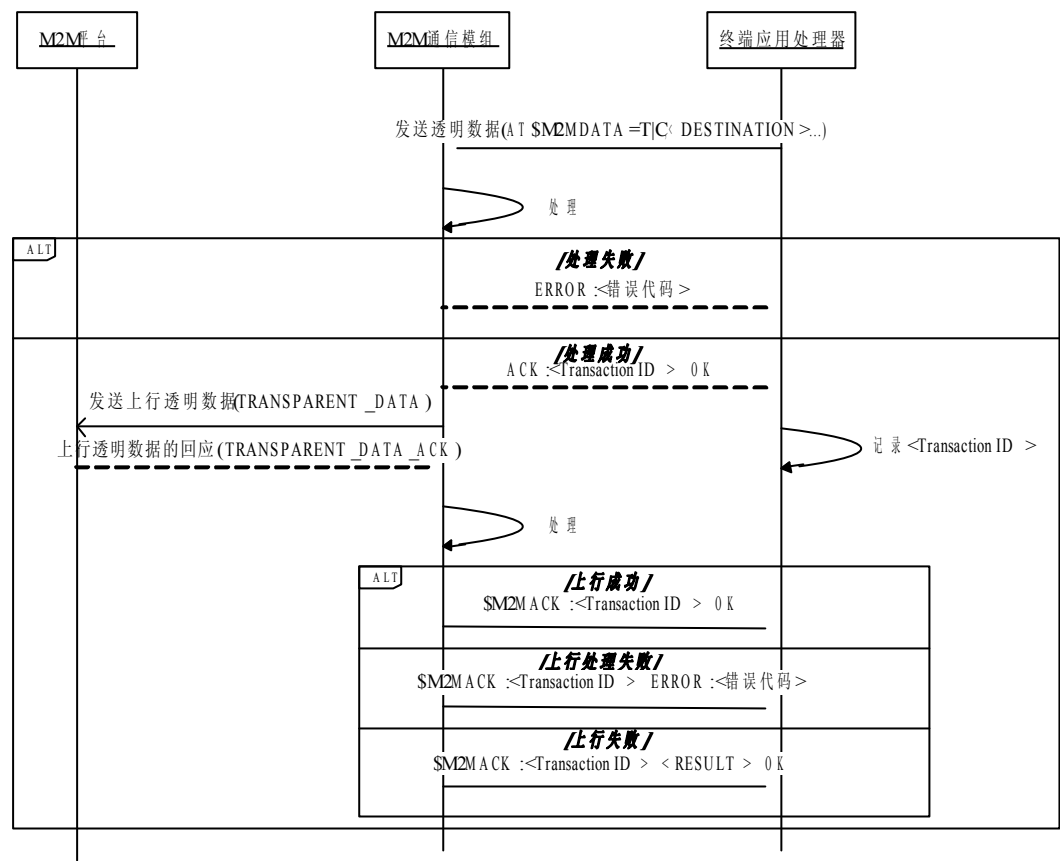 M2M平台
M2M通信模组
终端应用处理器
发送透明数据(AT$M2MDATA=T|C<DESTINATION>...)
处理
ALT
[处理失败]
ERROR:<错误代码>
[处理成功]
ACK:<Transaction ID> OK
发送上行透明数据(TRANSPARENT_DATA)
上行透明数据的回应(TRANSPARENT_DATA_ACK)
记录<Transaction ID>
处理
ALT
[上行成功]
$M2MACK:<Transaction ID> OK
[上行处理失败]
$M2MACK:<Transaction ID> ERROR:<错误代码>
[上行失败]
$M2MACK:<Transaction ID> <RESULT> OK